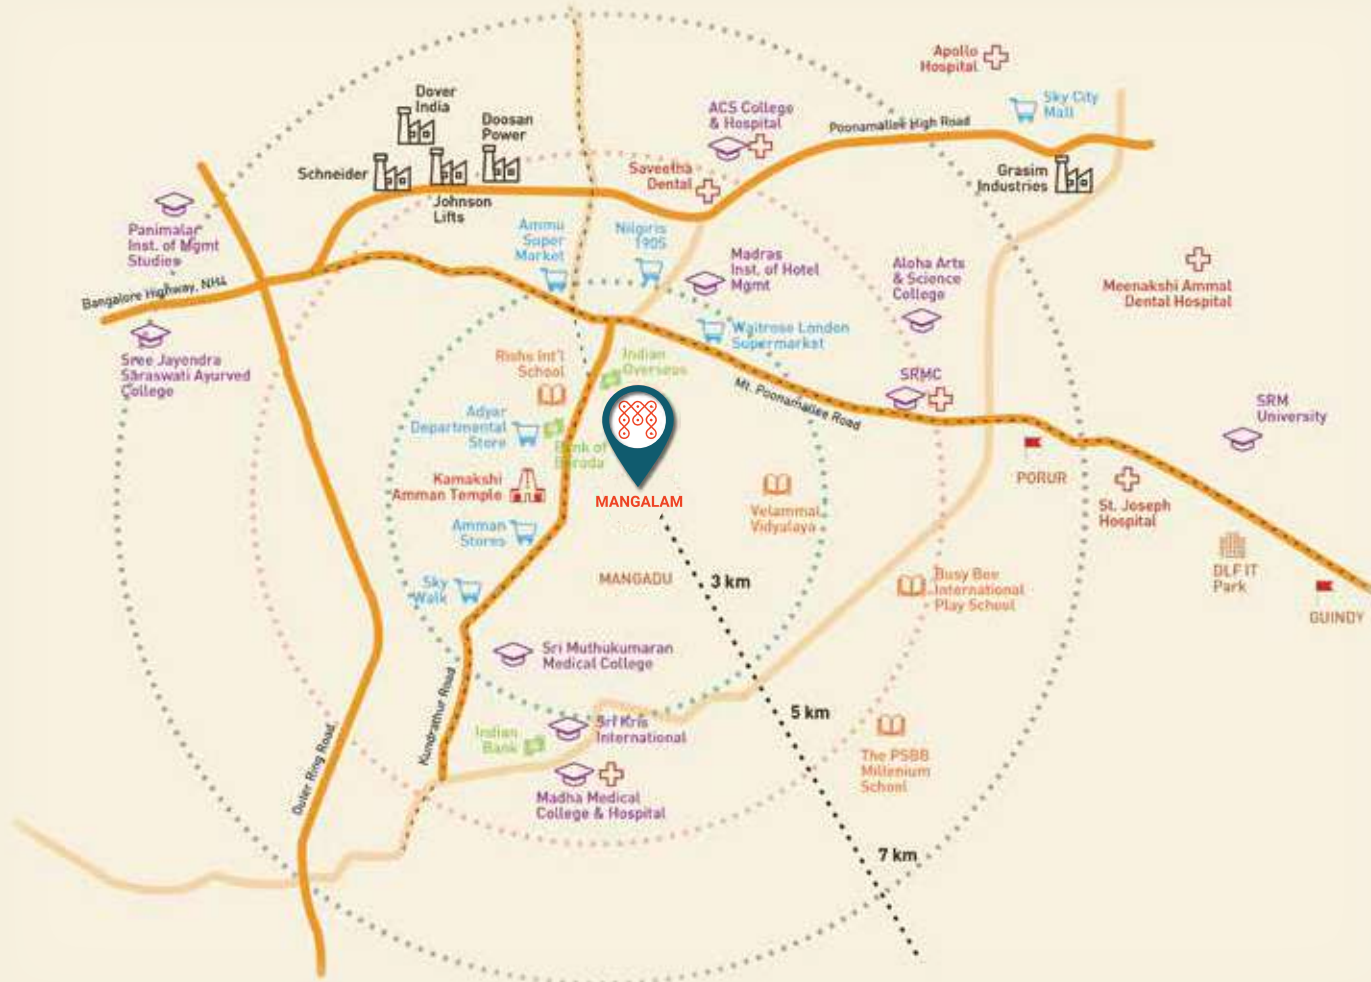 Apollo
Hospital
Sky City
Mall
Dover
India
Doosan
Power
ACS College
& Hospital
Poonamallee High Road
Schneider
Johnson
Lifts
Saveetha
Dental
Grasim
Industries
Panimalar
Inst. of Mgmt
Studies
Ammu
Super
Market
Nilgiris
1905
Madras
Inst. of Hotel
Mgmt
Aloha Arts
& Science
College
Meenakshi Ammal
Dental Hospital
Bangalore Highway, NH4
Sree Jayendra
Saraswati Ayurved
College
Waitrose London
Supermarket
Rishs Int'l
School
Indian
Overseus
Mt. Poonamallee Road
SRMC
SRM
University
Adyar
Departmental
Store
Bank of
Baroda
Kamakshi
Amman Temple
MANGALAM
PORUR
Velammal
Vidyalaya
St. Joseph
Hospital
Amman
Stores
DLF IT
Park
Sky
Walk
MANGADU
3 km
Busy Bee
International
Play School
GUINDY
Sri Muthukumaran
Medical College
Kundrathur Road
5 km
Outer Ring Road
Indian
Bank
Sri Kris
International
The PSBB
Millenium
School
Madha Medical
College & Hospital
7 km